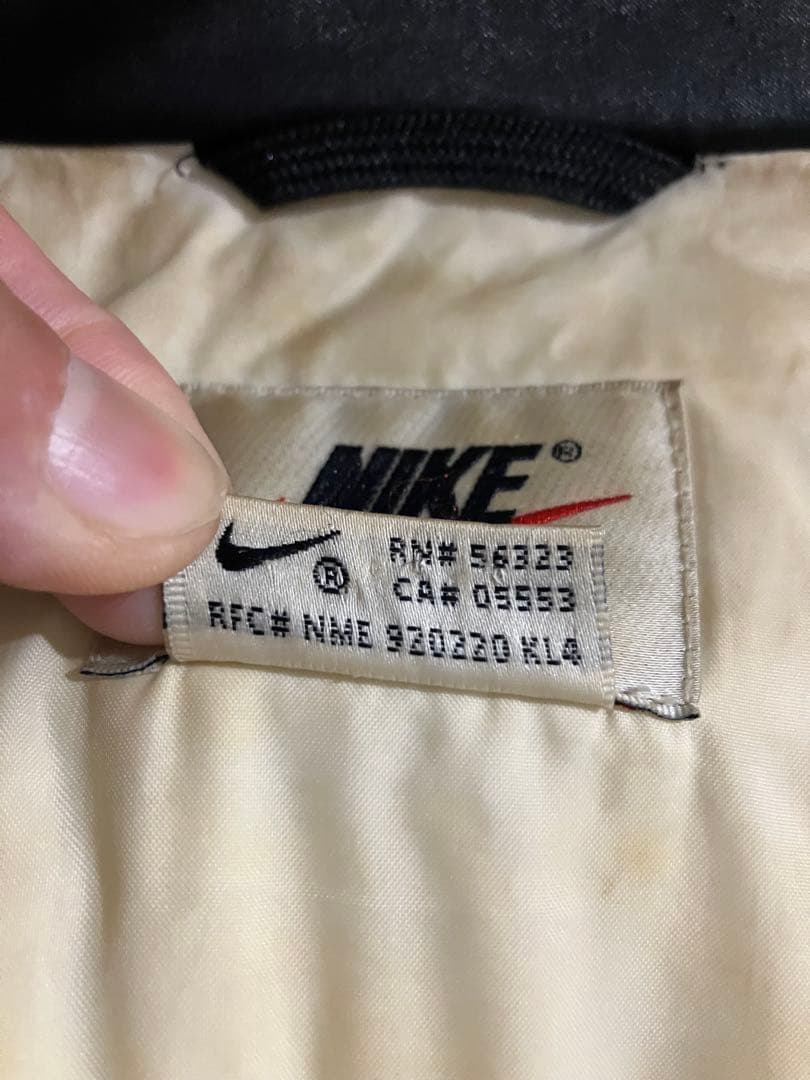 NIKE®
RN# 56323
® CA# 05553
RFC# NME 920220 KL4